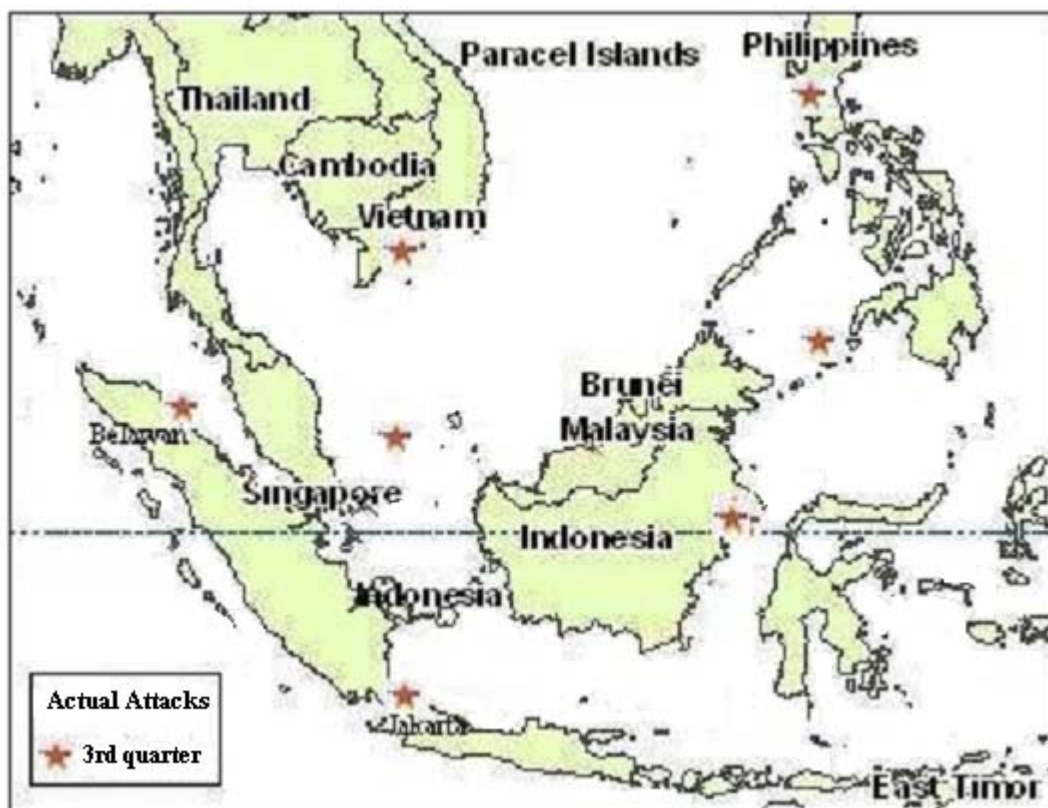 Paracel Islands
Philippines
Thailand
Cambodia
Vietnam
Brunei
Malaysia
Belawan
Singapore
Indonesia
Indonesia
Jakarta
East Timor
Actual Attacks
3rd quarter